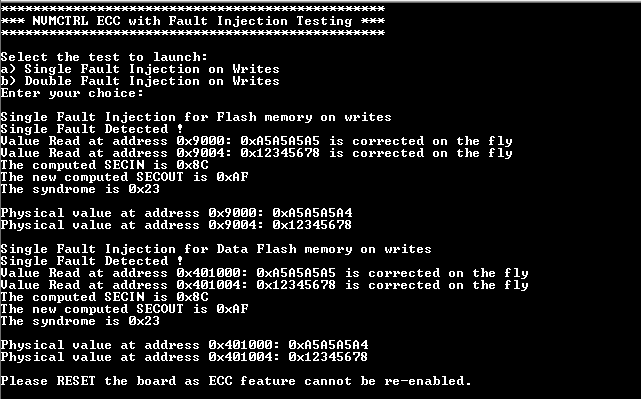 ************************************************
*** NVMCTRL ECC with Fault Injection Testing ***
************************************************
Select the test to launch:
a) Single Fault Injection on Writes
b) Double Fault Injection on Writes
Enter your choice:
Single Fault Injection for Flash memory on writes
Single Fault Detected !
Value Read at address 0x9000: 0xA5A5A5A5 is corrected on the fly
Value Read at address 0x9004: 0x12345678 is corrected on the fly
The computed SECIN is 0x8C
The new computed SECOUT is 0xAF
The syndrome is 0x23
Physical value at address 0x9000: 0xA5A5A5A4
Physical value at address 0x9004: 0x12345678
Single Fault Injection for Data Flash memory on writes
Single Fault Detected !
Value Read at address 0x401000: 0xA5A5A5A5 is corrected on the fly
Value Read at address 0x401004: 0x12345678 is corrected on the fly
The computed SECIN is 0x8C
The new computed SECOUT is 0xAF
The syndrome is 0x23
Physical value at address 0x401000: 0xA5A5A5A4
Physical value at address 0x401004: 0x12345678
Please RESET the board as ECC feature cannot be re-enabled.